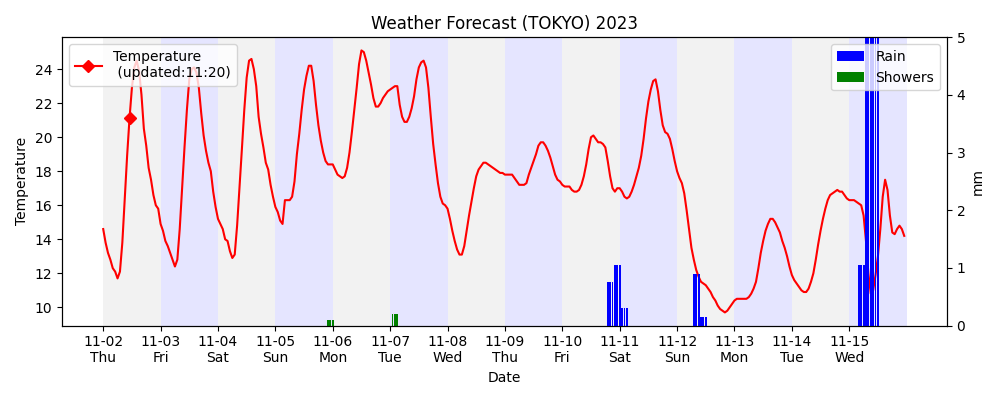 Weather Forecast (TOKYO) 2023
Temperature
(updated:11:20)
Rain
Showers
Temperature
24
22
20
18
16
14
12
10
5
4
3
2
1
0
mm
11-02 11-03 11-04 11-05 11-06 11-07 11-08 11-09 11-10 11-11 11-12 11-13 11-14 11-15
Thu Fri Sat Sun Mon Tue Wed Thu Fri Sat Sun Mon Tue Wed
Date